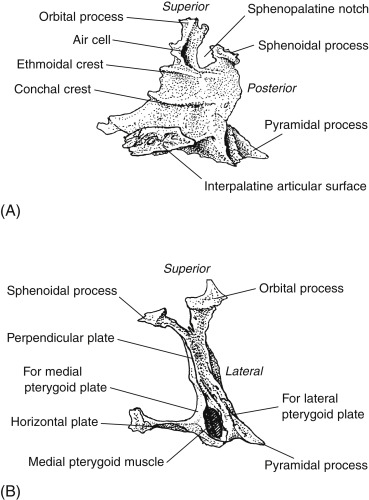 Superior
Orbital process
Sphenopalatine notch
Air cell
Sphenoidal process
Ethmoidal crest
Conchal crest
Posterior
Pyramidal process
Interpalatine articular surface
(A)
Superior
Sphenoidal process
Orbital process
Perpendicular plate
Lateral
For medial
pterygoid plate
For lateral
pterygoid plate
Horizontal plate
Medial pterygoid muscle
Pyramidal process
(B)